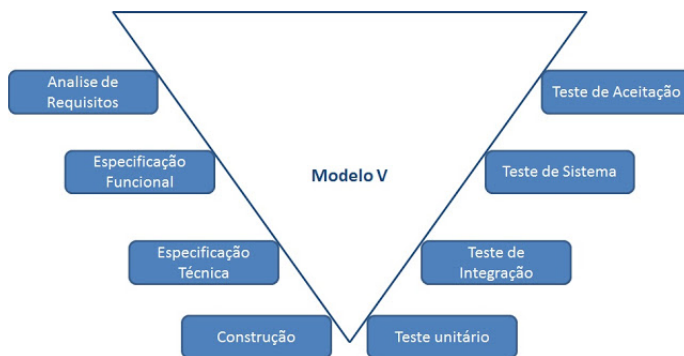 Analise de
Requisitos
Teste de Aceitação
Especificação
Funcional
Modelo V
Teste de Sistema
Especificação
Técnica
Teste de
Integração
Construção
Teste unitário